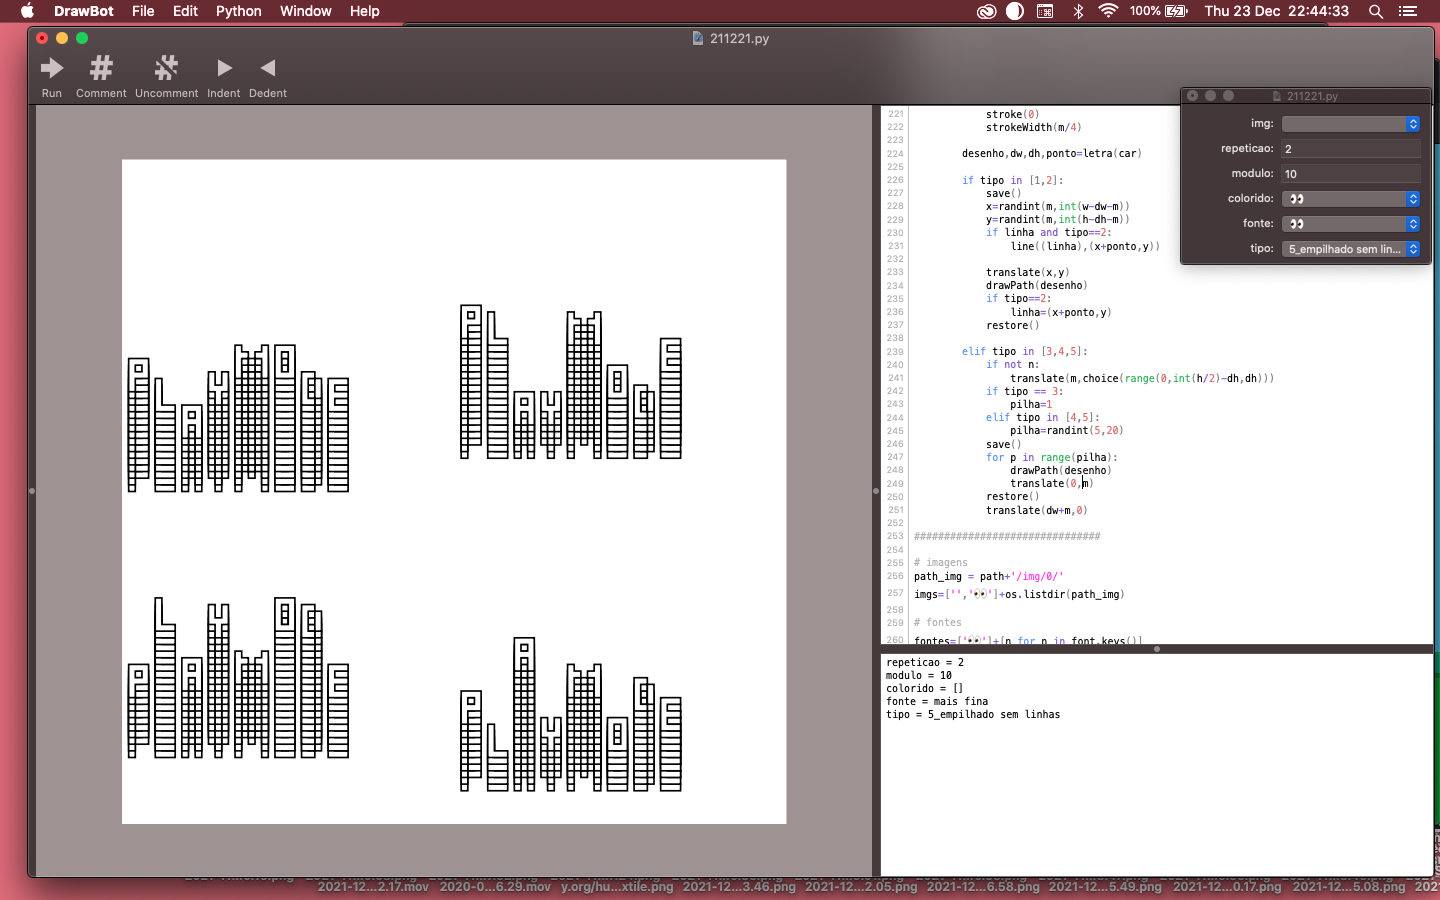 DrawBot File Edit Python Window Help 100% Thu 23 Dec 22:44:33
211221.py
Run Comment Uncomment Indent Dedent
211221.py
img:
repeticao: 2
modulo: 10
colorido: 👀
fonte: 👀
tipo: 5_empilhado sem lin...
221 stroke(0)
222 strokeWidth(m/4)
223
224 desenho,dw,dh,ponto=letra(car)
225
226 if tipo in [1,2]:
227 save()
228 x=randint(m,int(w-dw-m))
229 y=randint(m,int(h-dh-m))
230 if linha and tipo==2:
231 line((linha),(x+ponto,y))
232
233 translate(x,y)
234 drawPath(desenho)
235 if tipo==2:
236 linha=(x+ponto,y)
237 restore()
238
239 elif tipo in [3,4,5]:
240 if not n:
241 translate(m,choice(range(0,int(h/2)-dh,dh)))
242 if tipo == 3:
243 pilha=1
244 elif tipo in [4,5]:
245 pilha=randint(5,20)
246 save()
247 for p in range(pilha):
248 drawPath(desenho)
249 translate(0,m)
250 restore()
251 translate(dw+m,0)
252
253 ###############################
254
255 # imagens
256 path_img = path+'/img/0/'
257 imgs=['','👀']+os.listdir(path_img)
258
259 # fontes
260 fontes=['👀']+[n for n in font.keys()]
repeticao = 2
modulo = 10
colorido = []
fonte = mais fina
tipo = 5_empilhado sem linhas
2021-12...2.17.mov 2020-0...6.29.mov y.org/hu...xtile.png 2021-12...3.46.png 2021-12...2.05.png 2021-12...6.58.png 2021-12...5.49.png 2021-12...0.17.png 2021-12...5.08.png